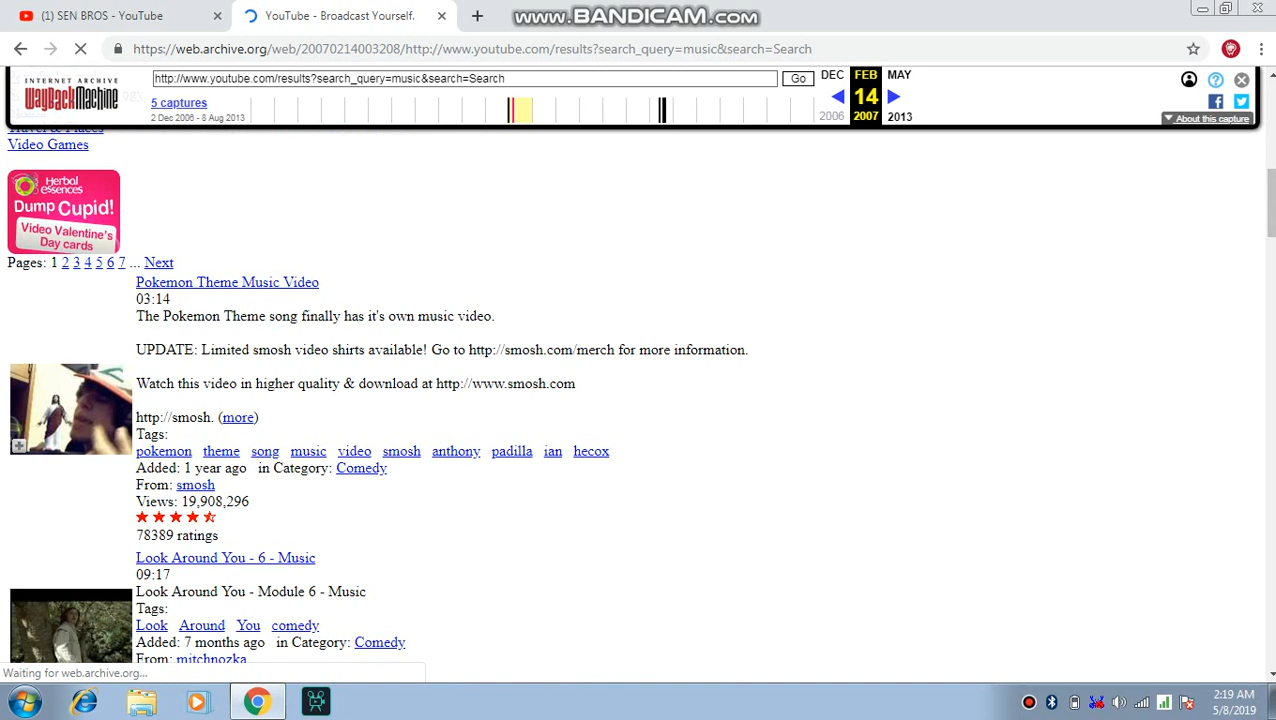 (1) SEN BROS - YouTube
YouTube - Broadcast Yourself.
www.BANDICAM.com
https://web.archive.org/web/20070214003208/http://www.youtube.com/results?search_query=music&search=Search
INTERNET ARCHIVE
WayBackMachine
http://www.youtube.com/results?search_query=music&search=Search
Go
DEC
FEB
MAY
5 captures
14
2 Dec 2006 - 8 Aug 2013
2006
2007
2013
About this capture
Travel & Places
Video Games
Herbal essences
Dump Cupid!
Video Valentine's
Day cards
Pages: 1 2 3 4 5 6 7 ... Next
Pokemon Theme Music Video
03:14
The Pokemon Theme song finally has it's own music video.
UPDATE: Limited smosh video shirts available! Go to http://smosh.com/merch for more information.
Watch this video in higher quality & download at http://www.smosh.com
http://smosh. (more)
Tags:
pokemon theme song music video smosh anthony padilla ian hecox
Added: 1 year ago in Category: Comedy
From: smosh
Views: 19,908,296
78389 ratings
Look Around You - 6 - Music
09:17
Look Around You - Module 6 - Music
Tags:
Look Around You comedy
Added: 7 months ago in Category: Comedy
From: mitchnozka
Waiting for web.archive.org...
2:19 AM
5/8/2019